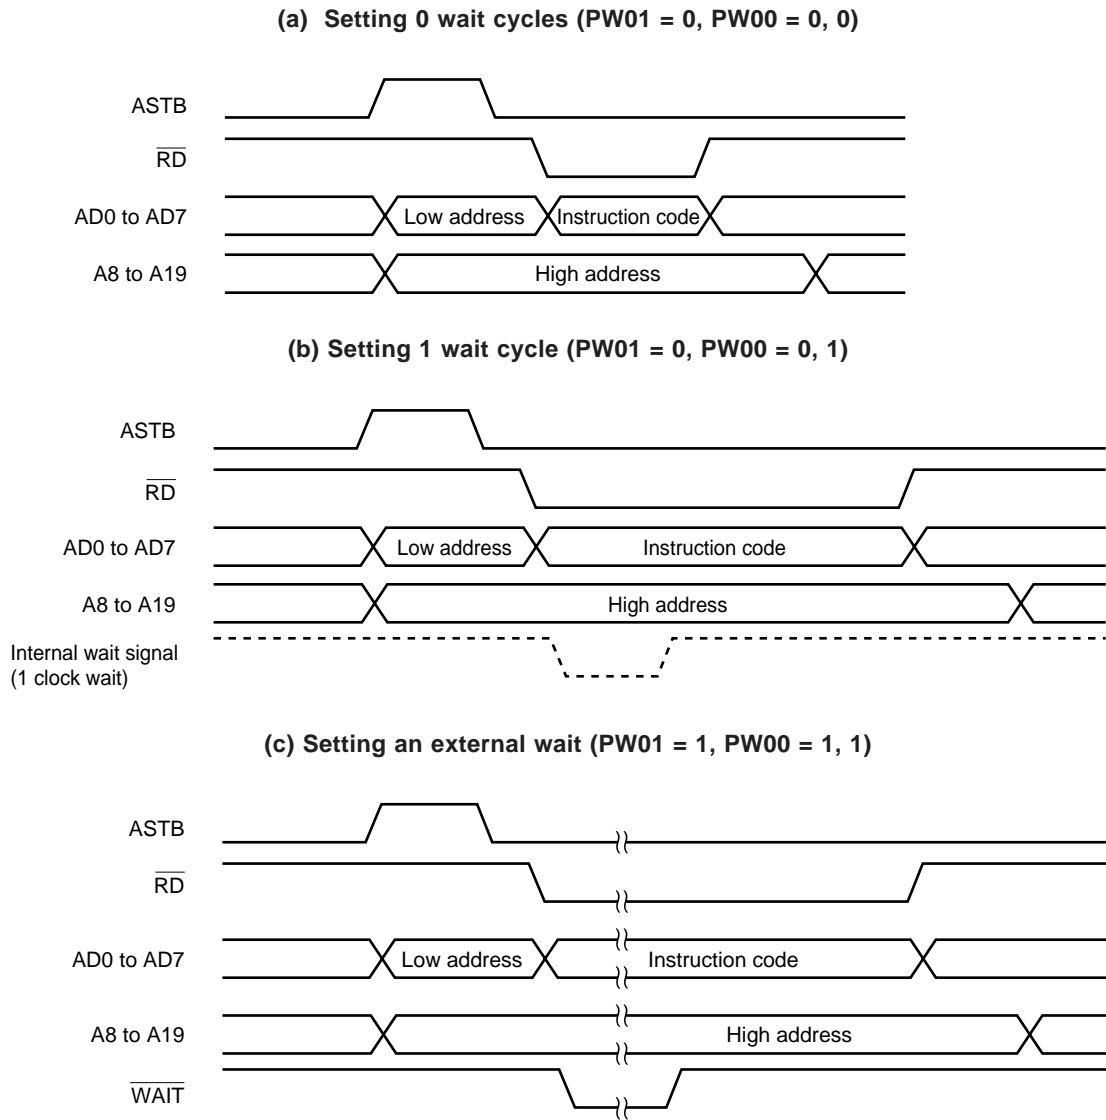 (a) Setting 0 wait cycles (PW01 = 0, PW00 = 0, 0)
ASTB
RD
AD0 to AD7
Low address
Instruction code
A8 to A19
High address
(b) Setting 1 wait cycle (PW01 = 0, PW00 = 0, 1)
ASTB
RD
AD0 to AD7
Low address
Instruction code
A8 to A19
High address
Internal wait signal
(1 clock wait)
(c) Setting an external wait (PW01 = 1, PW00 = 1, 1)
ASTB
RD
AD0 to AD7
Low address
Instruction code
A8 to A19
High address
WAIT